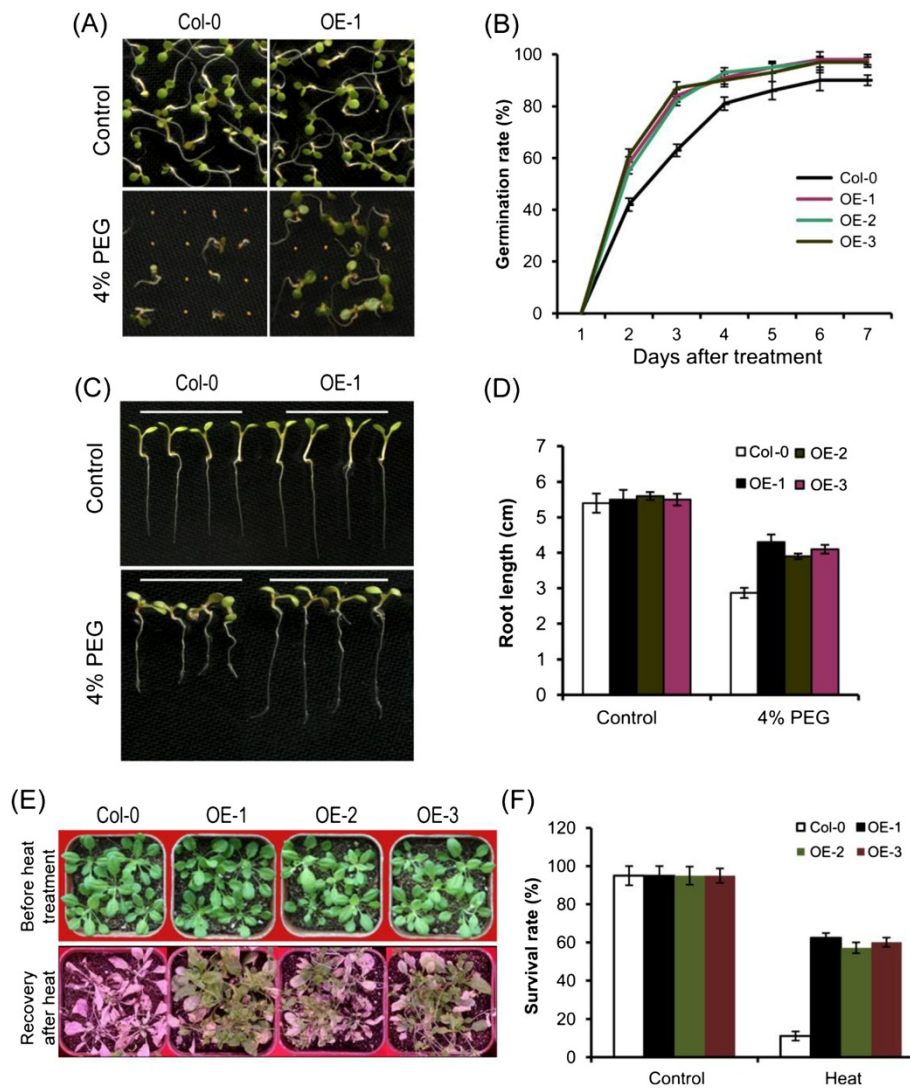 (A)
Col-0 OE-1
Control
4% PEG
(B)
Germination rate (%)
100
80
60
40
20
0
Col-0
OE-1
OE-2
OE-3
1 2 3 4 5 6 7
Days after treatment
(C)
Col-0 OE-1
Control
4% PEG
(D)
Root length (cm)
7
6
5
4
3
2
1
0
Col-0 OE-2
OE-1 OE-3
Control 4% PEG
(E)
Col-0 OE-1 OE-2 OE-3
Before heat
treatment
Recovery
after heat
(F)
Survival rate (%)
120
100
80
60
40
20
0
Col-0 OE-1
OE-2 OE-3
Control Heat